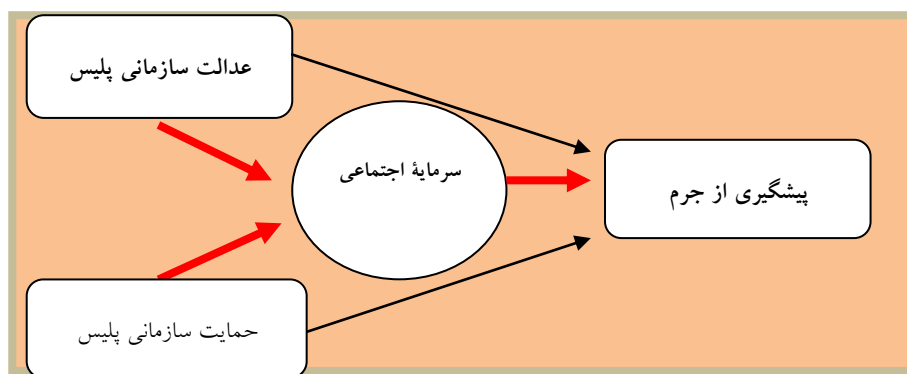 عدالت سازمانی پلیس
سرمایۀ اجتماعی
پیشگیری از جرم
حمایت سازمانی پلیس